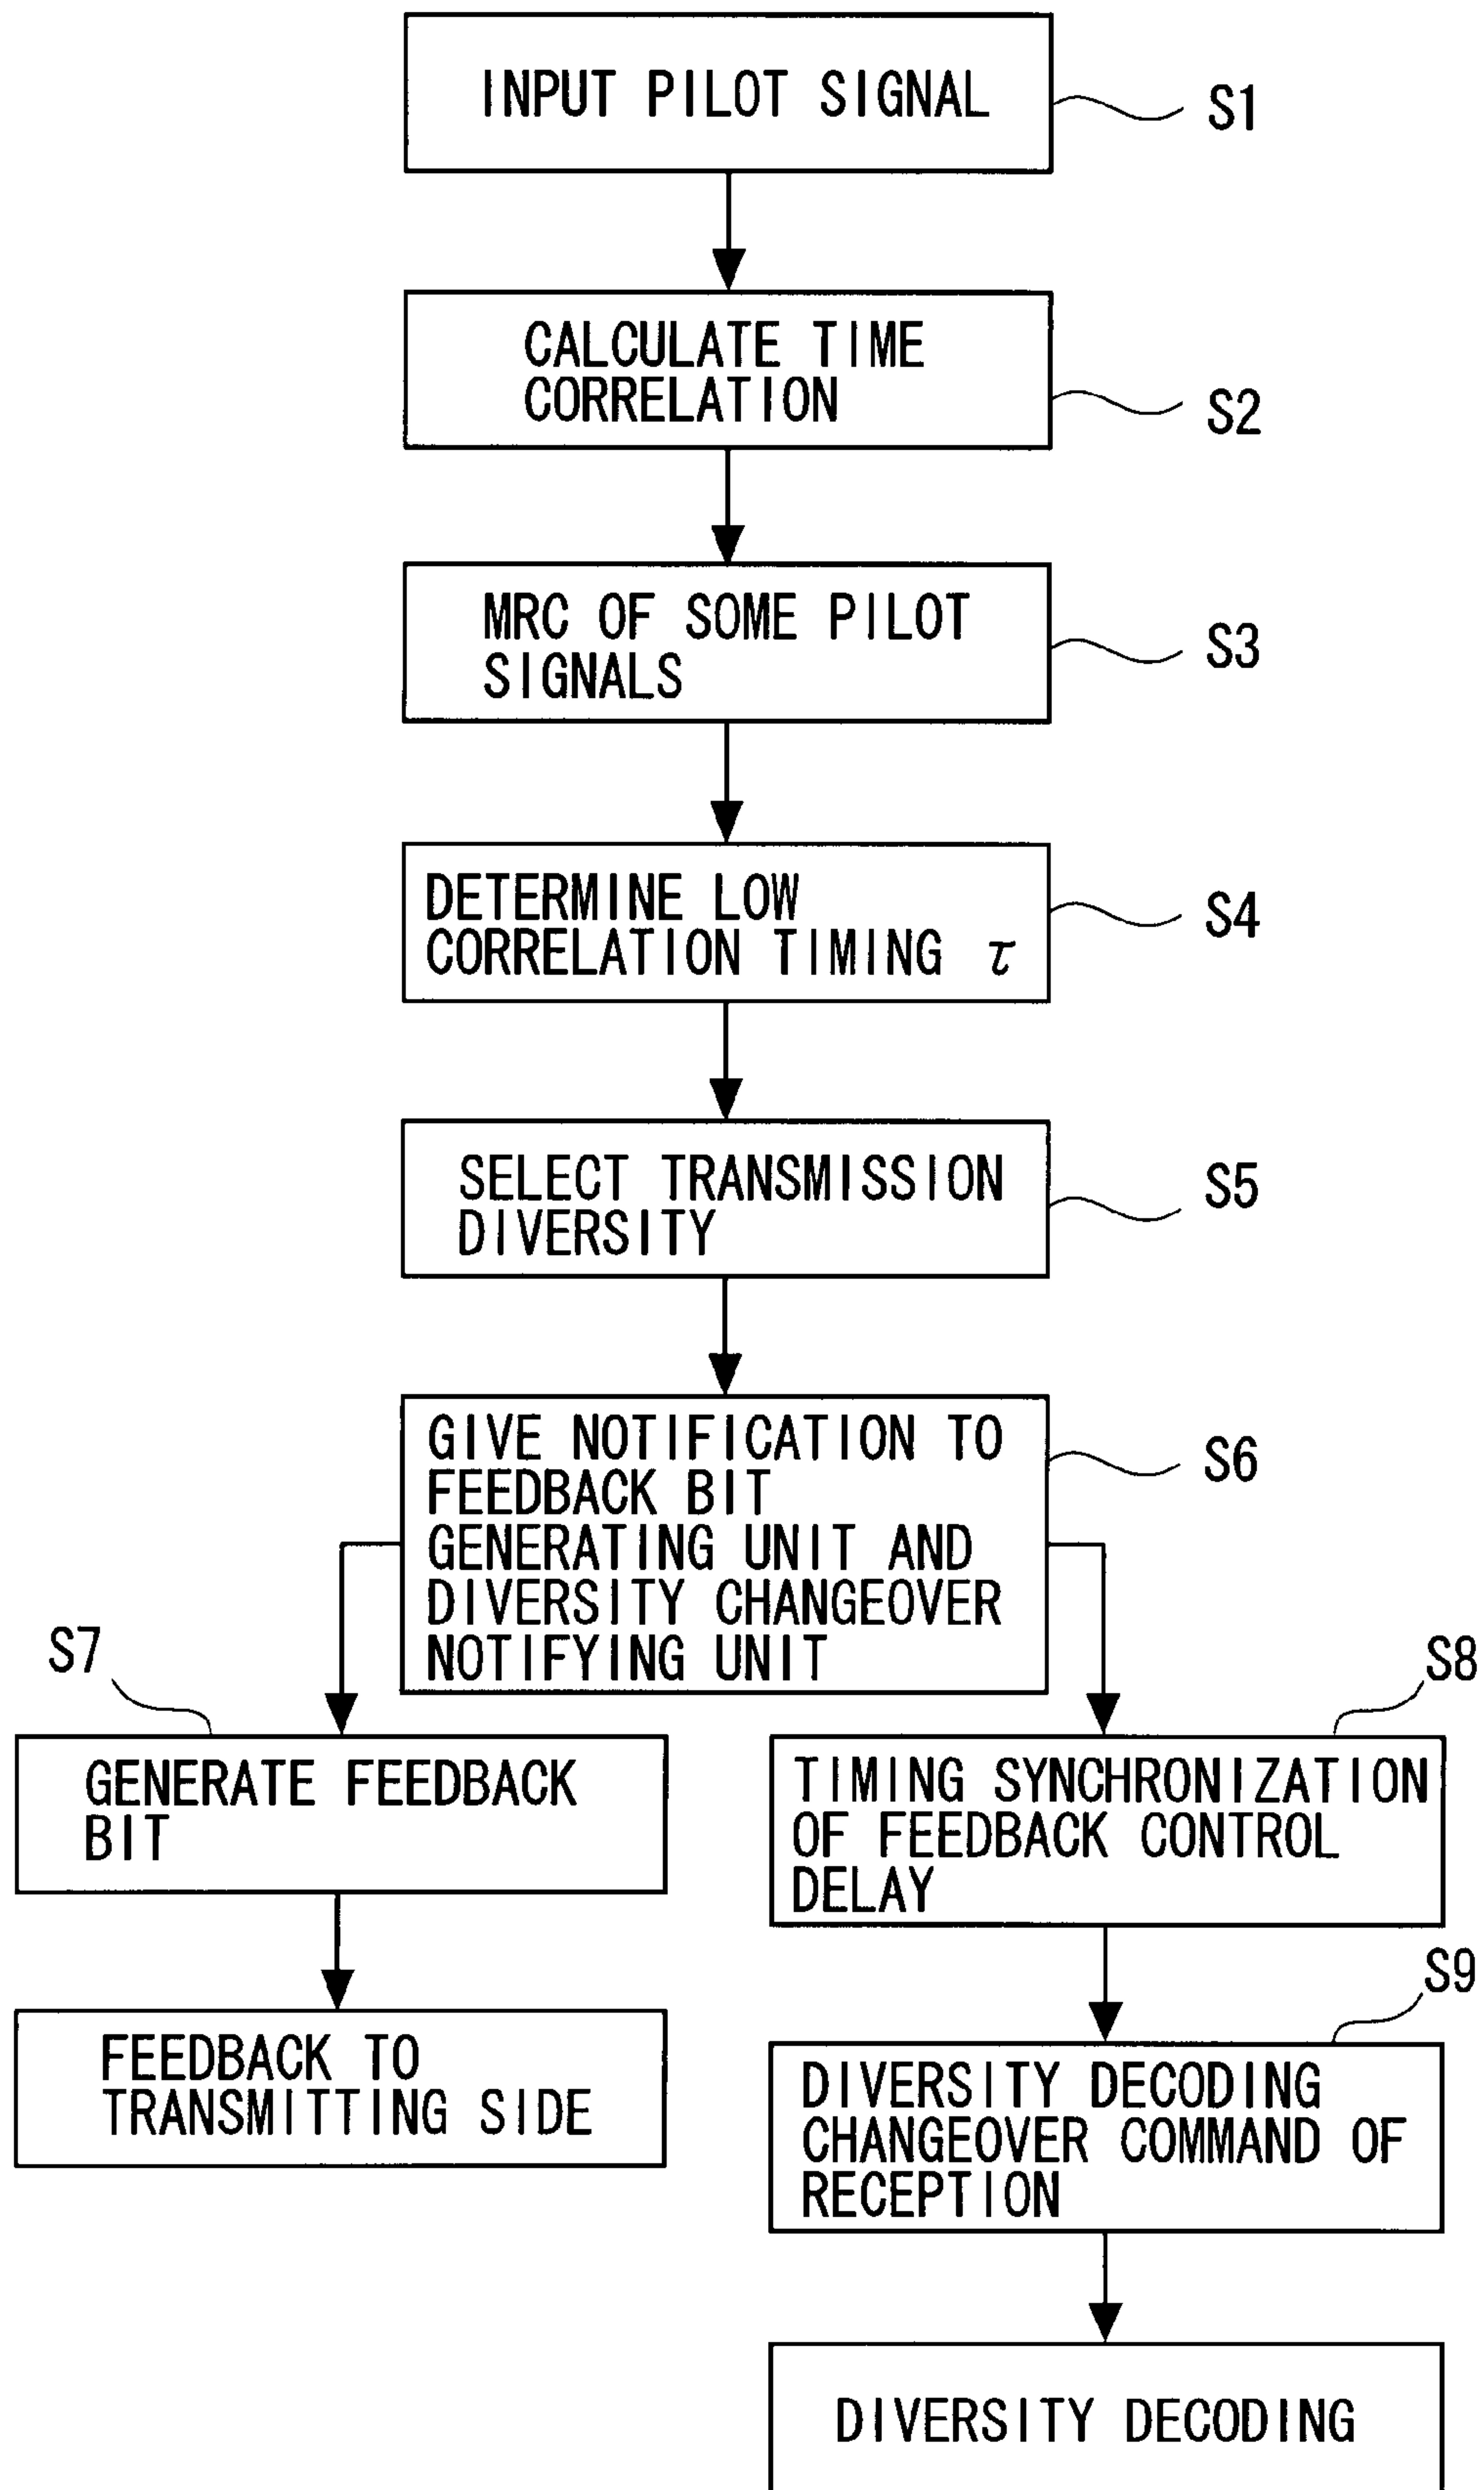 INPUT PILOT SIGNAL
S1
CALCULATE TIME
CORRELATION
S2
MRC OF SOME PILOT
SIGNALS
S3
DETERMINE LOW
CORRELATION TIMING τ
S4
SELECT TRANSMISSION
DIVERSITY
S5
GIVE NOTIFICATION TO
FEEDBACK BIT
GENERATING UNIT AND
DIVERSITY CHANGEOVER
NOTIFYING UNIT
S6
S7
GENERATE FEEDBACK
BIT
FEEDBACK TO
TRANSMITTING SIDE
S8
TIMING SYNCHRONIZATION
OF FEEDBACK CONTROL
DELAY
S9
DIVERSITY DECODING
CHANGEOVER COMMAND OF
RECEPTION
DIVERSITY DECODING